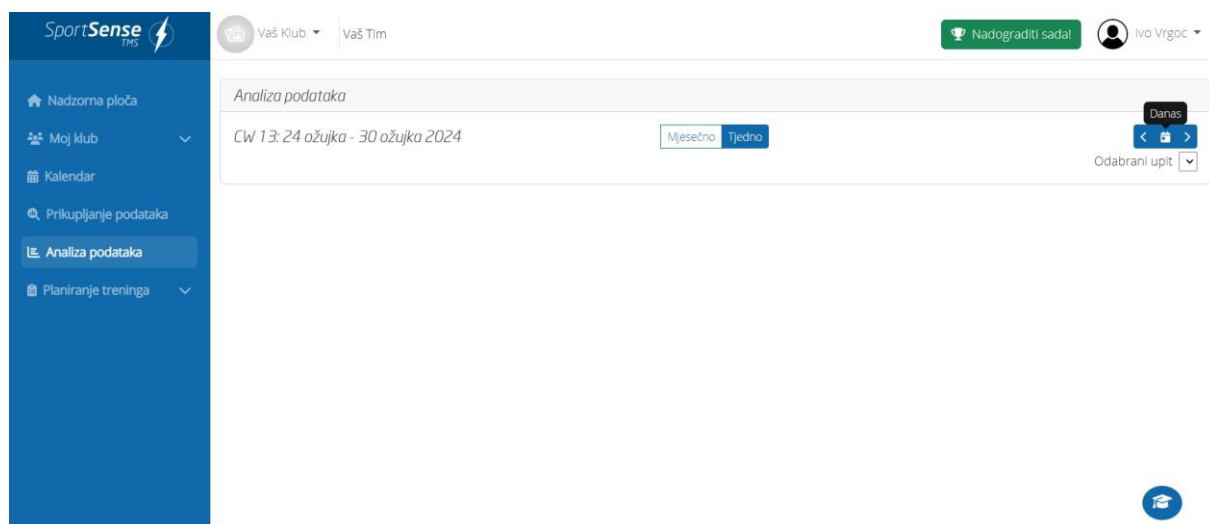 SportSense
TMS
Vaš Klub
Vaš Tim
Nadograditi sada!
Ivo Vrgoc
Nadzorna ploča
Moj klub
Kalendar
Prikupljanje podataka
Analiza podataka
Planiranje treninga
Analiza podataka
CW 13: 24 ožujka - 30 ožujka 2024
Mjesečno
Tjedno
Danas
Odabrani upit